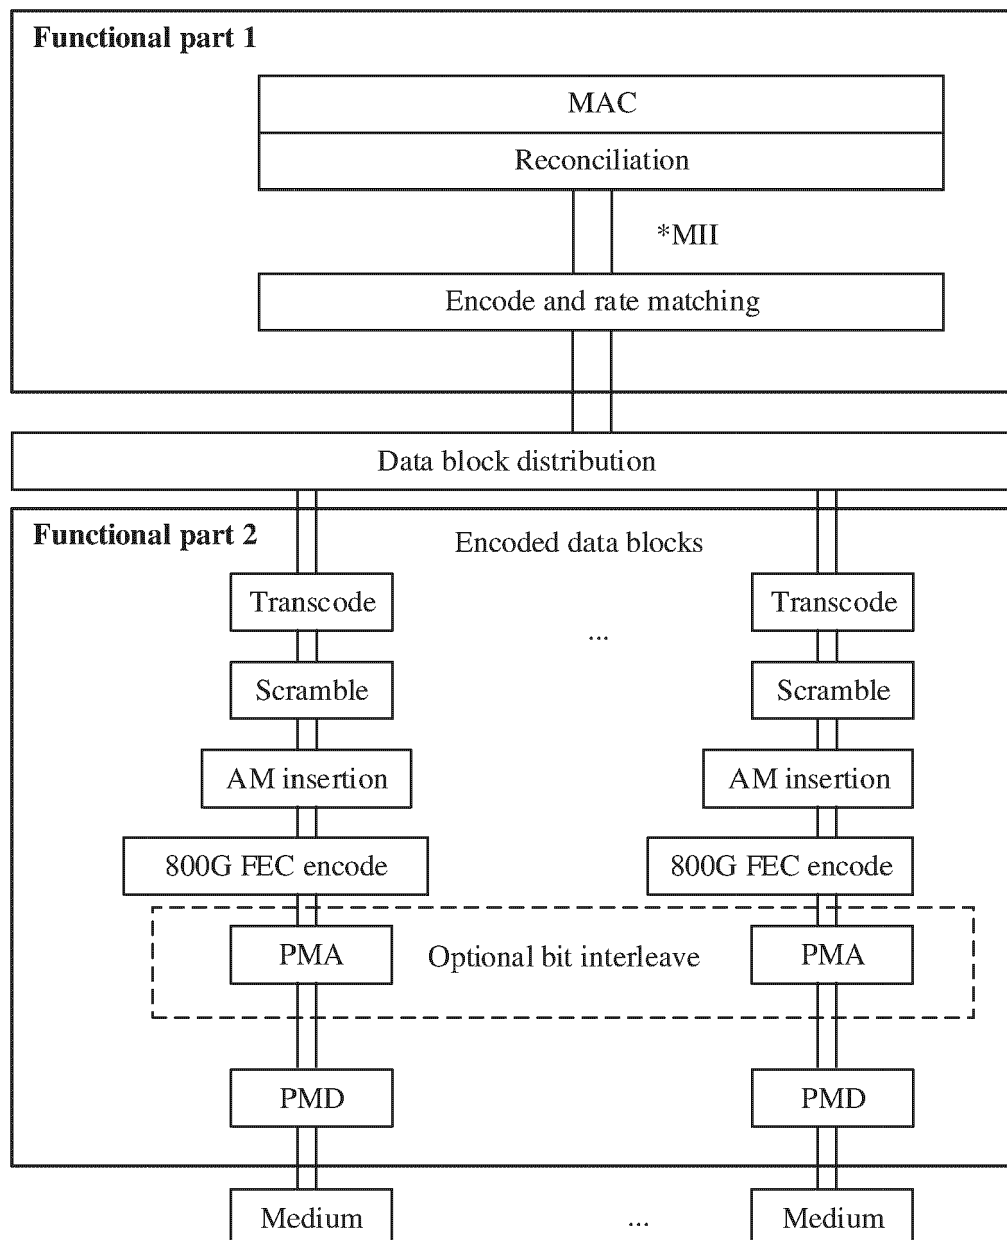 Functional part 1
MAC
Reconciliation
*MII
Encode and rate matching
Data block distribution
Functional part 2
Encoded data blocks
Transcode
Transcode
...
Scramble
Scramble
AM insertion
AM insertion
800G FEC encode
800G FEC encode
PMA
Optional bit interleave
PMA
PMD
PMD
Medium
...
Medium